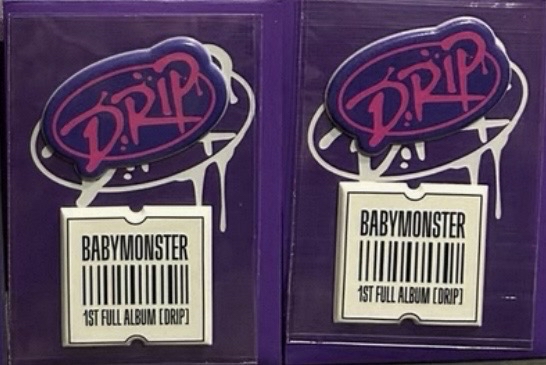 DRIP
BABYMONSTER
1ST FULL ALBUM [DRIP]
DRIP
BABYMONSTER
1ST FULL ALBUM [DRIP]